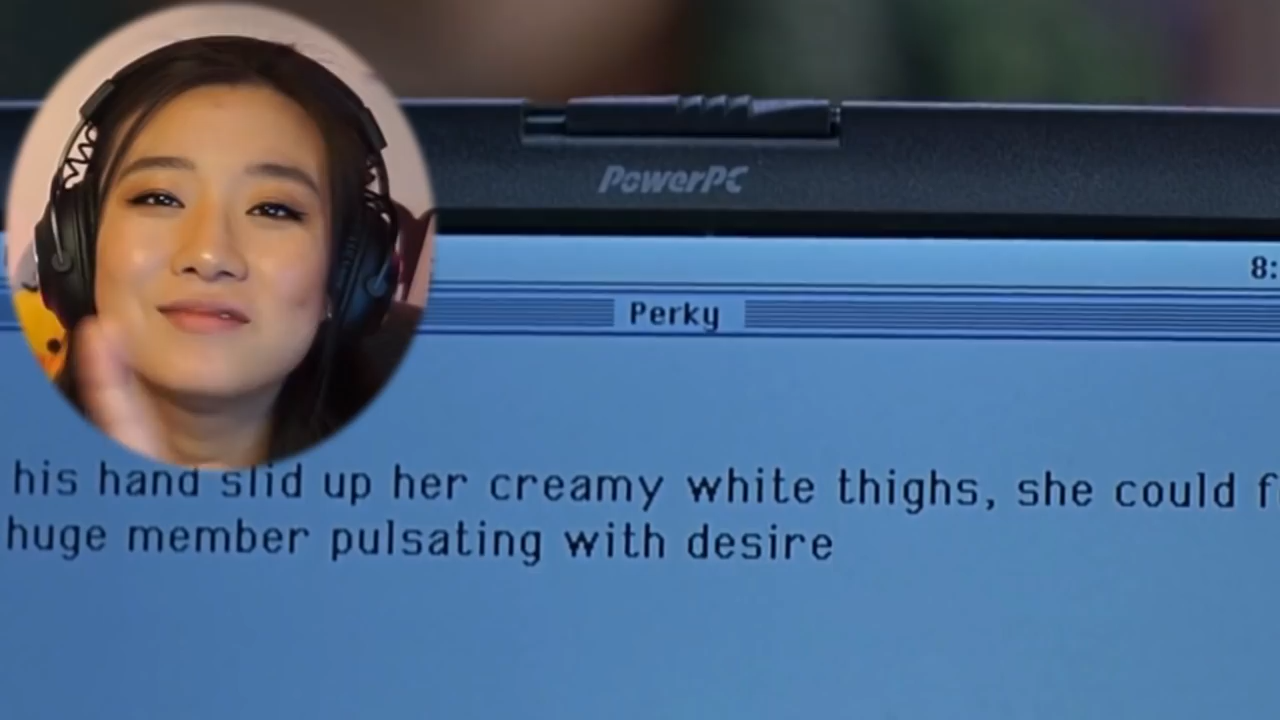 PowerPC
8:
Perky
his hand slid up her creamy white thighs, she could f
huge member pulsating with desire